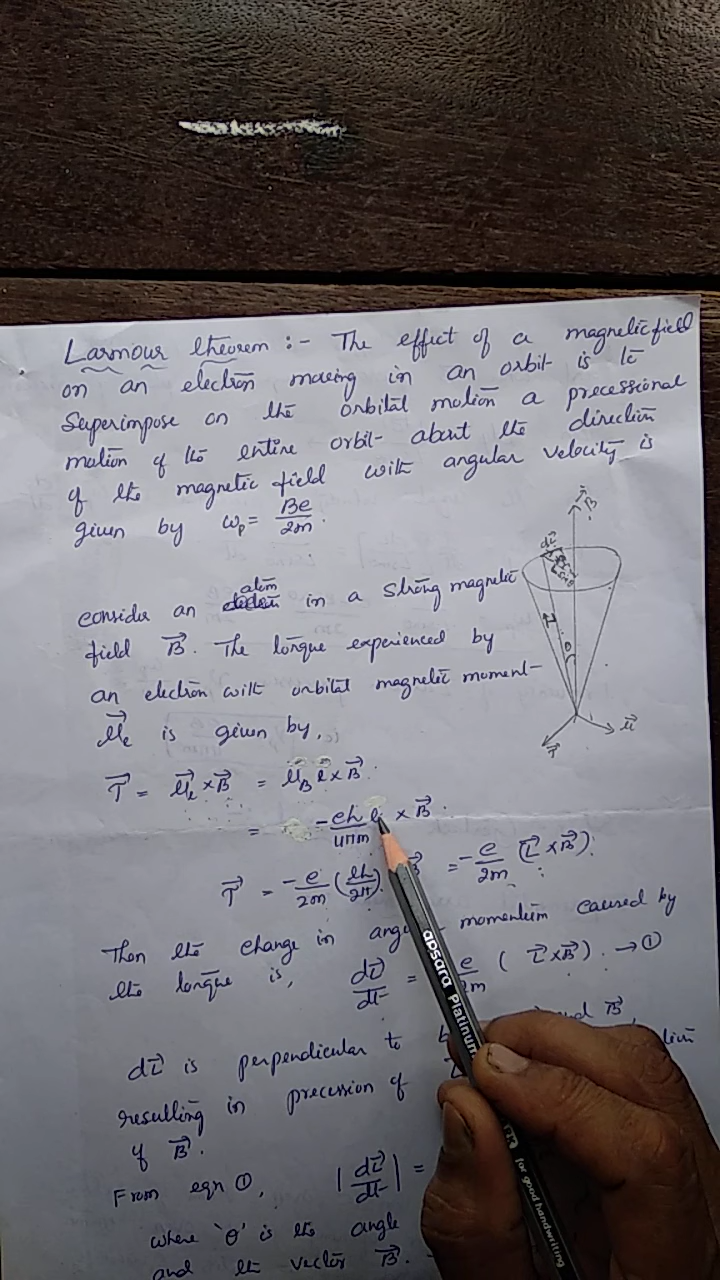 Larmour theorem :- The effect of a magnetic field
on an electron, moving in an orbit is to
Superimpose on the orbital motion a precessional
motion of the entire orbit about the direction
of the magnetic field with angular velocity is
given by ωₚ = Be/2m.
B⃗
dL⃗
L
θ
μ⃗
τ⃗
consider an atom in a strong magnetic
field B⃗. The torque experienced by
an electron with orbital magnetic moment
μ⃗ₗ is given by,
τ⃗ = μ⃗ₗ × B⃗ = μ_B l × B⃗.
= -eh/4πm l × B⃗.
τ⃗ = -e/2m (lh/2π). = -e/2m (L⃗ × B⃗).
Then the change in momentum caused by
the torque is, dL⃗/dt = e (L⃗ × B⃗). → ①
dL⃗ is perpendicular to and B⃗
resulting in precession of
of B⃗.
From eqn ①, |dL⃗/dt| =
where 'θ' is the angle
and the vector B⃗.
apsara Platinum
for good handwriting